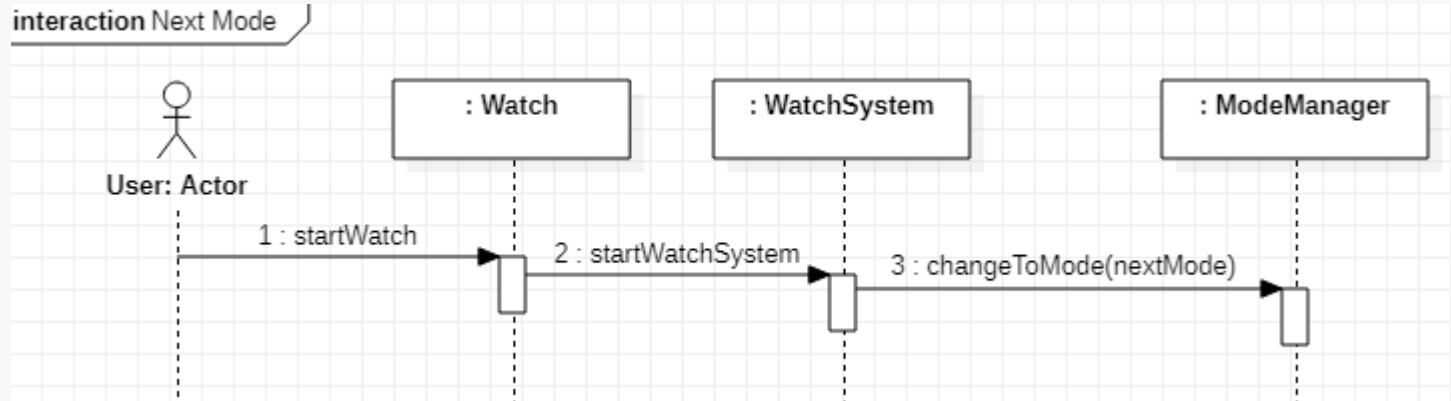 interaction Next Mode
: Watch
: WatchSystem
: ModeManager
User: Actor
1 : startWatch
2 : startWatchSystem
3 : changeToMode(nextMode)